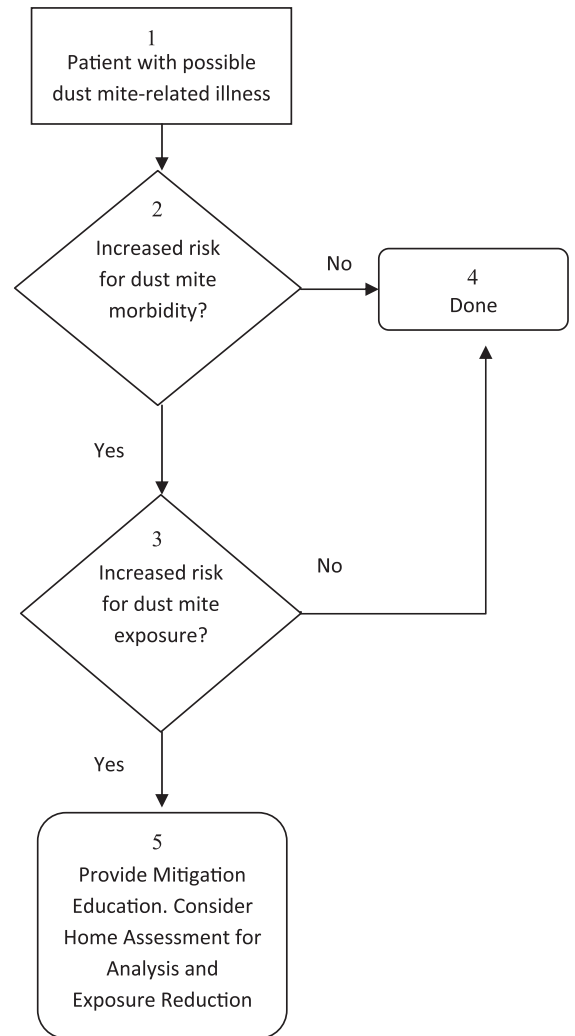 1
Patient with possible
dust mite-related illness
2
Increased risk
for dust mite
morbidity?
No
4
Done
Yes
3
Increased risk
for dust mite
exposure?
No
Yes
5
Provide Mitigation
Education. Consider
Home Assessment for
Analysis and
Exposure Reduction